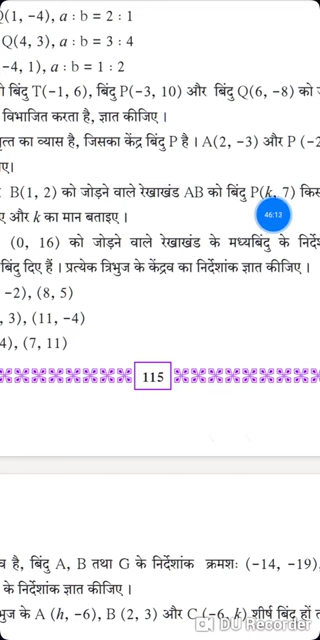 Q(1, −4), a : b = 2 : 1
Q(4, 3), a : b = 3 : 4
−4, 1), a : b = 1 : 2
बिंदु T(−1, 6), बिंदु P(−3, 10) और बिंदु Q(6, −8) को
विभाजित करता है, ज्ञात कीजिए ।
का व्यास है, जिसका केंद्र बिंदु P है । A(2, −3) और P (−2
B(1, 2) को जोड़ने वाले रेखाखंड AB को बिंदु P(k, 7) किस
और k का मान बताइए ।
46:13
(0, 16) को जोड़ने वाले रेखाखंड के मध्यबिंदु के
बिंदु दिए हैं । प्रत्येक त्रिभुज के केंद्रव का निर्देशांक ज्ञात कीजिए ।
−2), (8, 5)
, 3), (11, −4)
4), (7, 11)
115
है, बिंदु A, B तथा G के निर्देशांक क्रमशः (−14, −19),
के निर्देशांक ज्ञात कीजिए ।
के A (h, −6), B (2, 3) और C (−6, k) शीर्ष बिंदु हों
DU Recorder